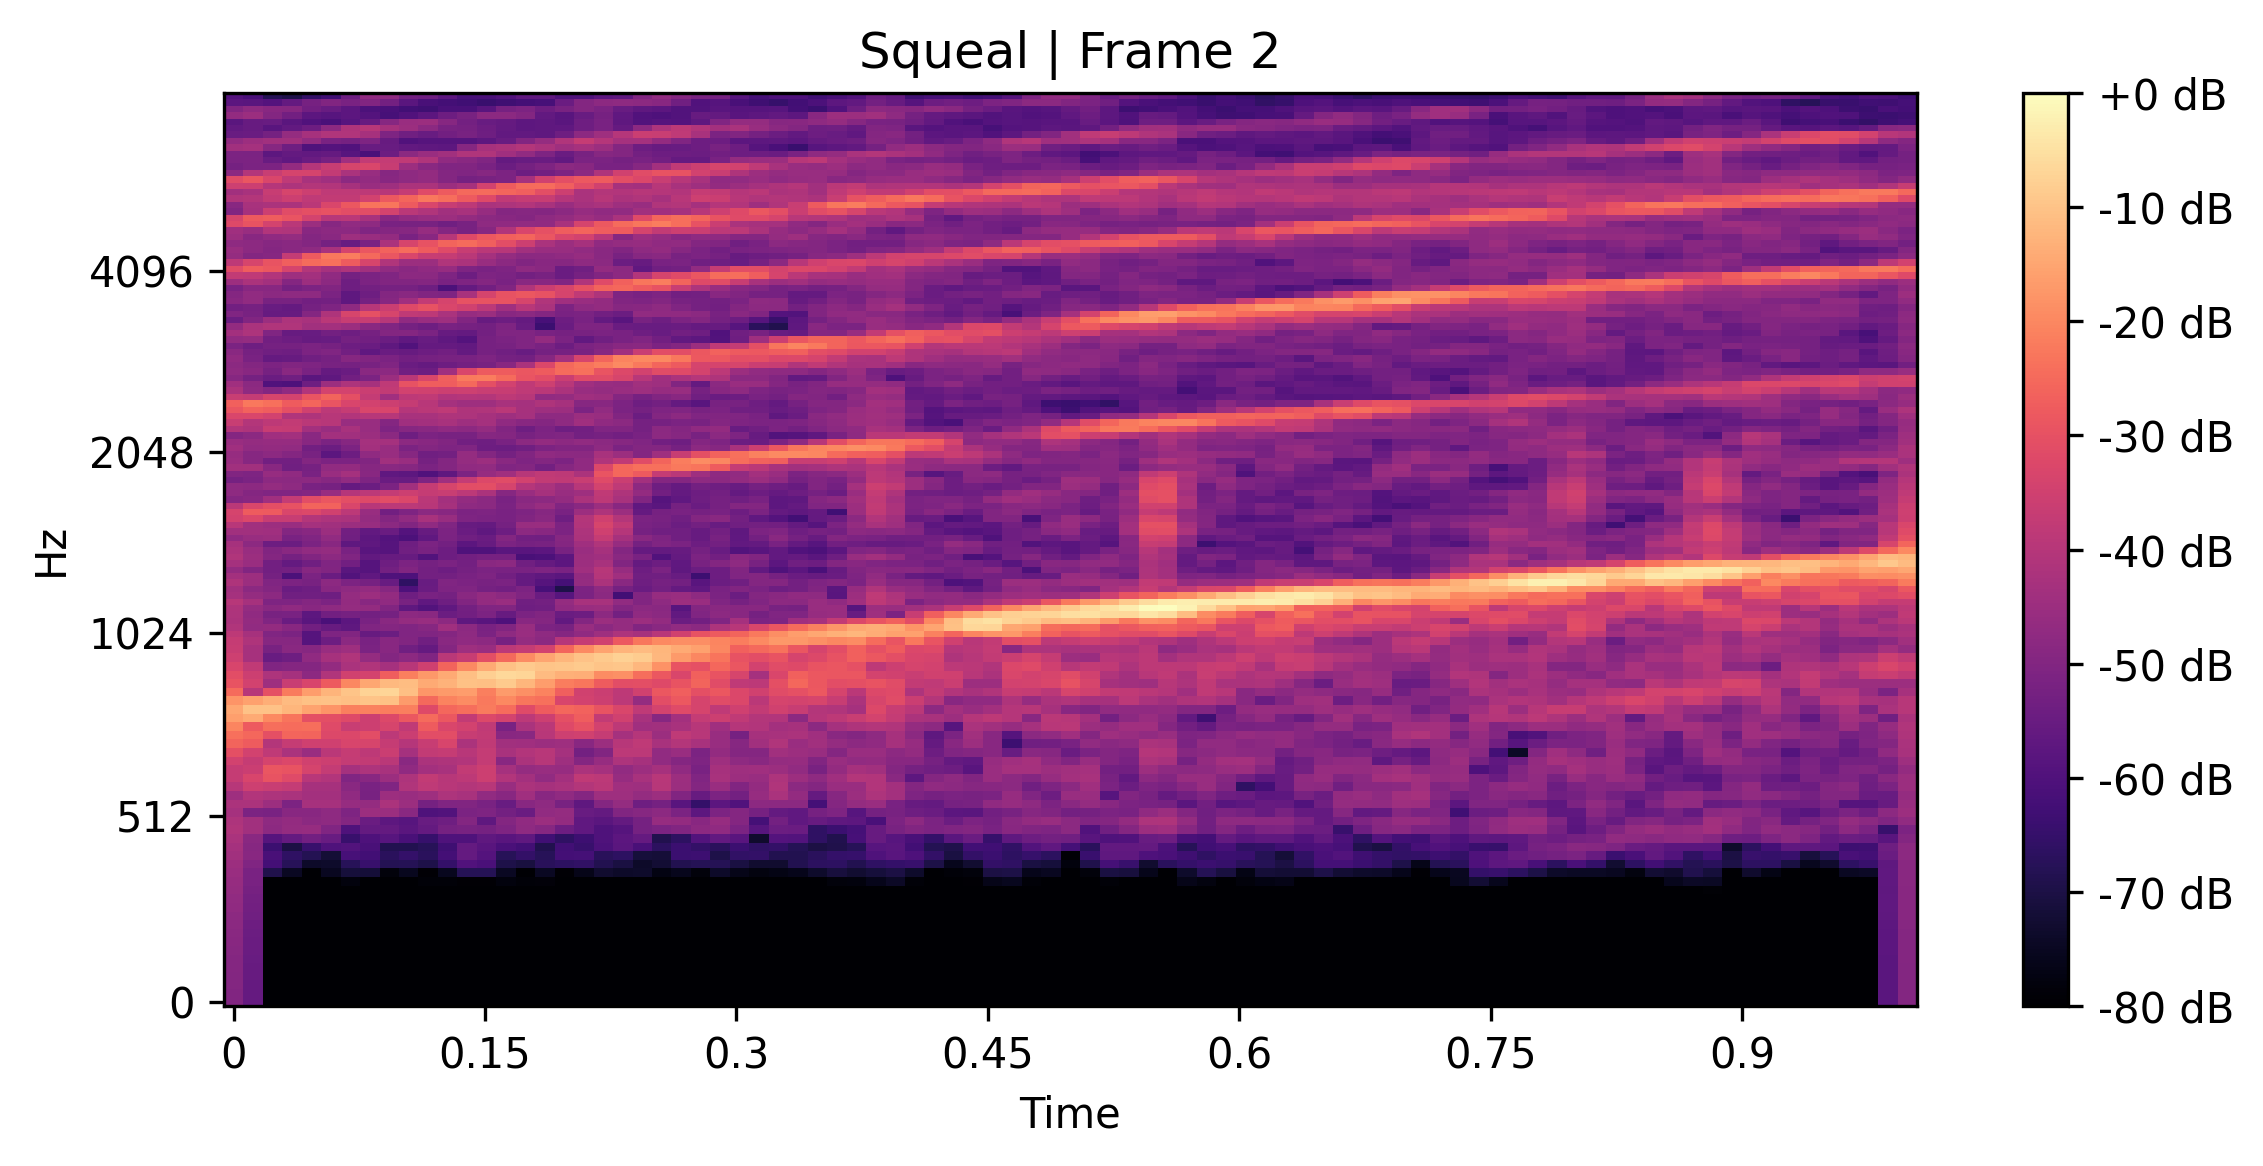 Squeal | Frame 2
Hz
4096
2048
1024
512
0
0 0.15 0.3 0.45 0.6 0.75 0.9
Time
+0 dB
-10 dB
-20 dB
-30 dB
-40 dB
-50 dB
-60 dB
-70 dB
-80 dB